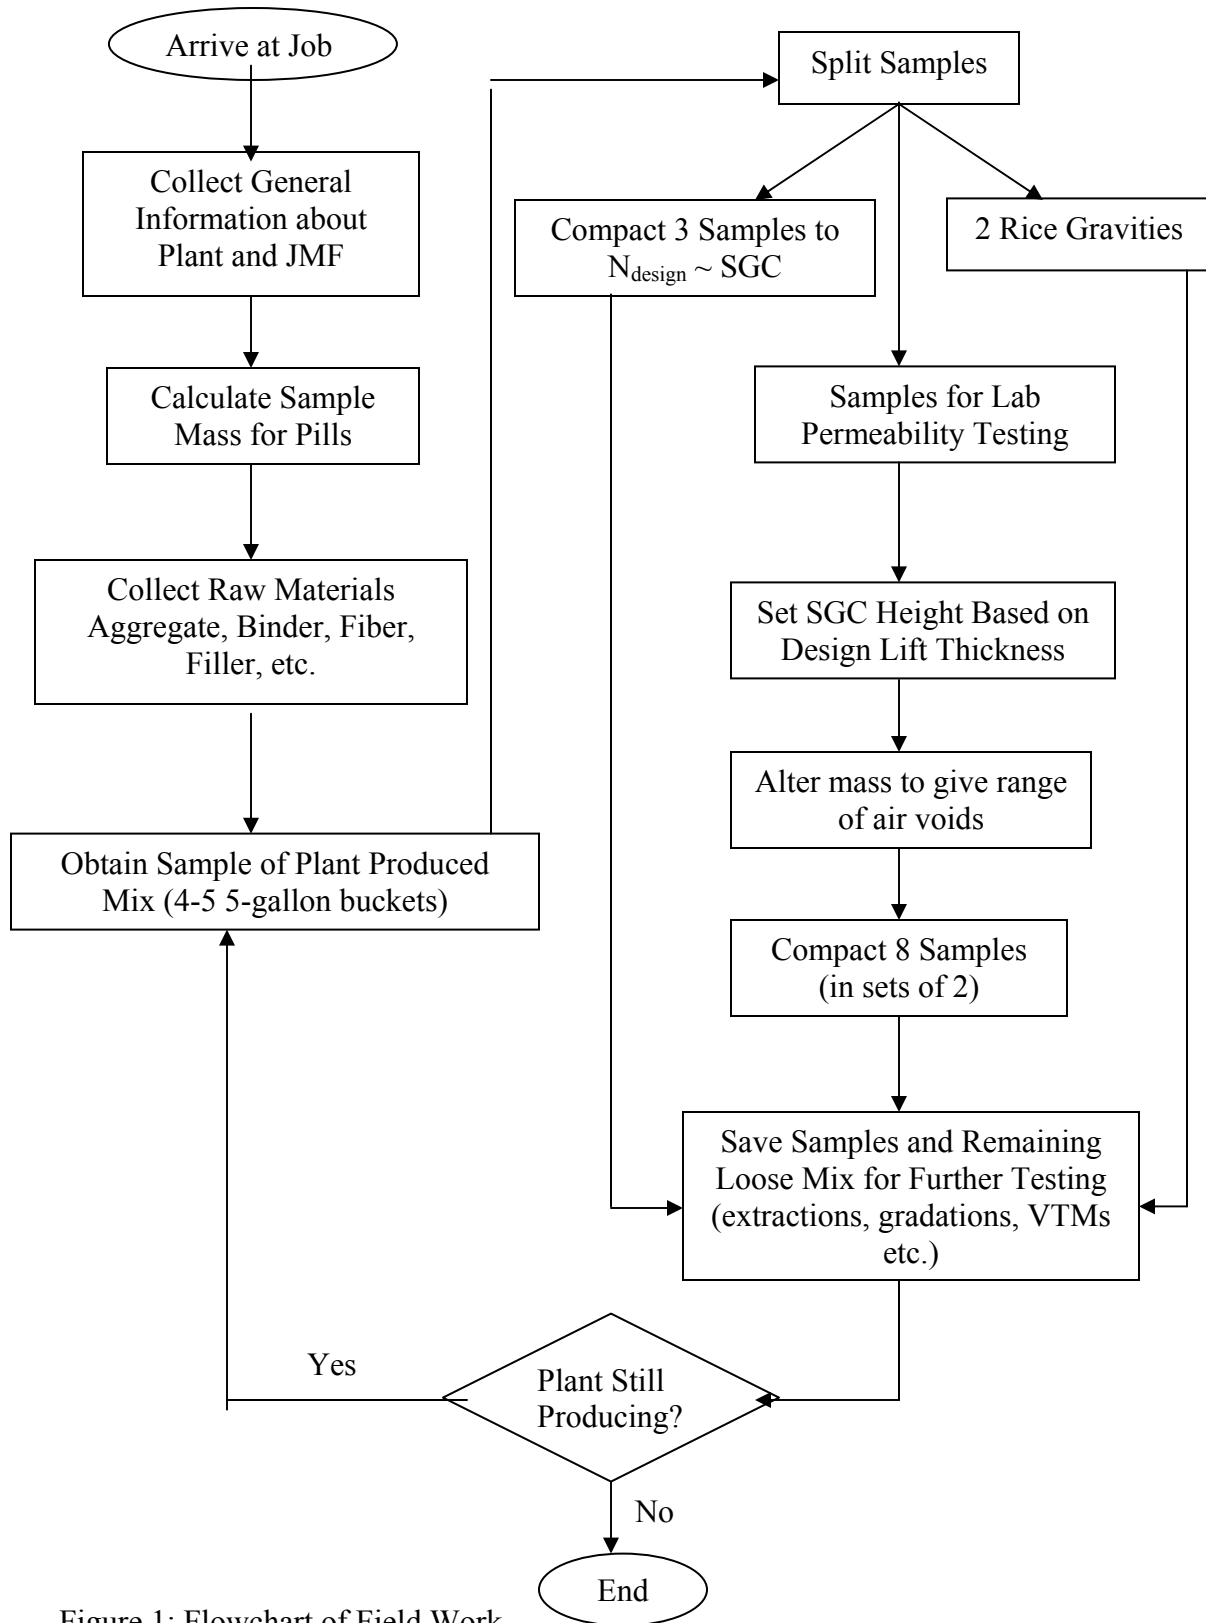 Arrive at Job
Collect General
Information about
Plant and JMF
Calculate Sample
Mass for Pills
Collect Raw Materials
Aggregate, Binder, Fiber,
Filler, etc.
Obtain Sample of Plant Produced
Mix (4-5 5-gallon buckets)
Split Samples
Compact 3 Samples to
N_design ~ SGC
2 Rice Gravities
Samples for Lab
Permeability Testing
Set SGC Height Based on
Design Lift Thickness
Alter mass to give range
of air voids
Compact 8 Samples
(in sets of 2)
Save Samples and Remaining
Loose Mix for Further Testing
(extractions, gradations, VTMs
etc.)
Plant Still
Producing?
Yes
No
End
Figure 1: Flowchart of Field Work